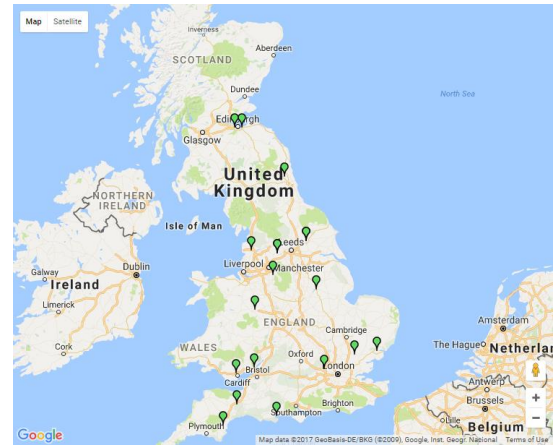 Map Satellite
Inverness
Aberdeen
SCOTLAND
North Sea
Dundee
Edinburgh
Glasgow
United
Kingdom
NORTHERN
IRELAND
Isle of Man
Leeds
Galway
Dublin
Liverpool
Manchester
Ireland
Limerick
ENGLAND
Cambridge
Amsterdam
Cork
WALES
The Hague
Netherlan
Oxford
Bristol
London
Cardiff
Antwerp
Southampton
Brighton
Brussels
Plymouth
Lille
Belgium
+
−
Google
Map data ©2017 GeoBasis-DE/BKG (©2009), Google, Inst. Geogr. Nacional Terms of Use